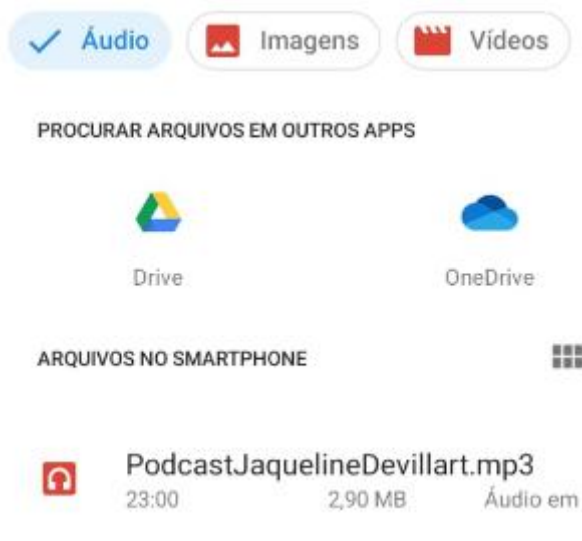 Áudio Imagens Vídeos
PROCURAR ARQUIVOS EM OUTROS APPS
Drive OneDrive
ARQUIVOS NO SMARTPHONE
PodcastJaquelineDevillart.mp3
23:00 2,90 MB Áudio em